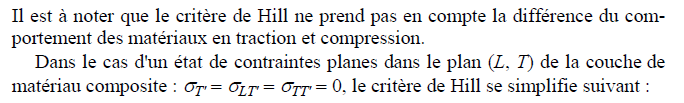 Il est à noter que le critère de Hill ne prend pas en compte la différence du com-
portement des matériaux en traction et compression.
Dans le cas d'un état de contraintes planes dans le plan (L, T) de la couche de
matériau composite : σT' = σLT' = σTT' = 0, le critère de Hill se simplifie suivant :